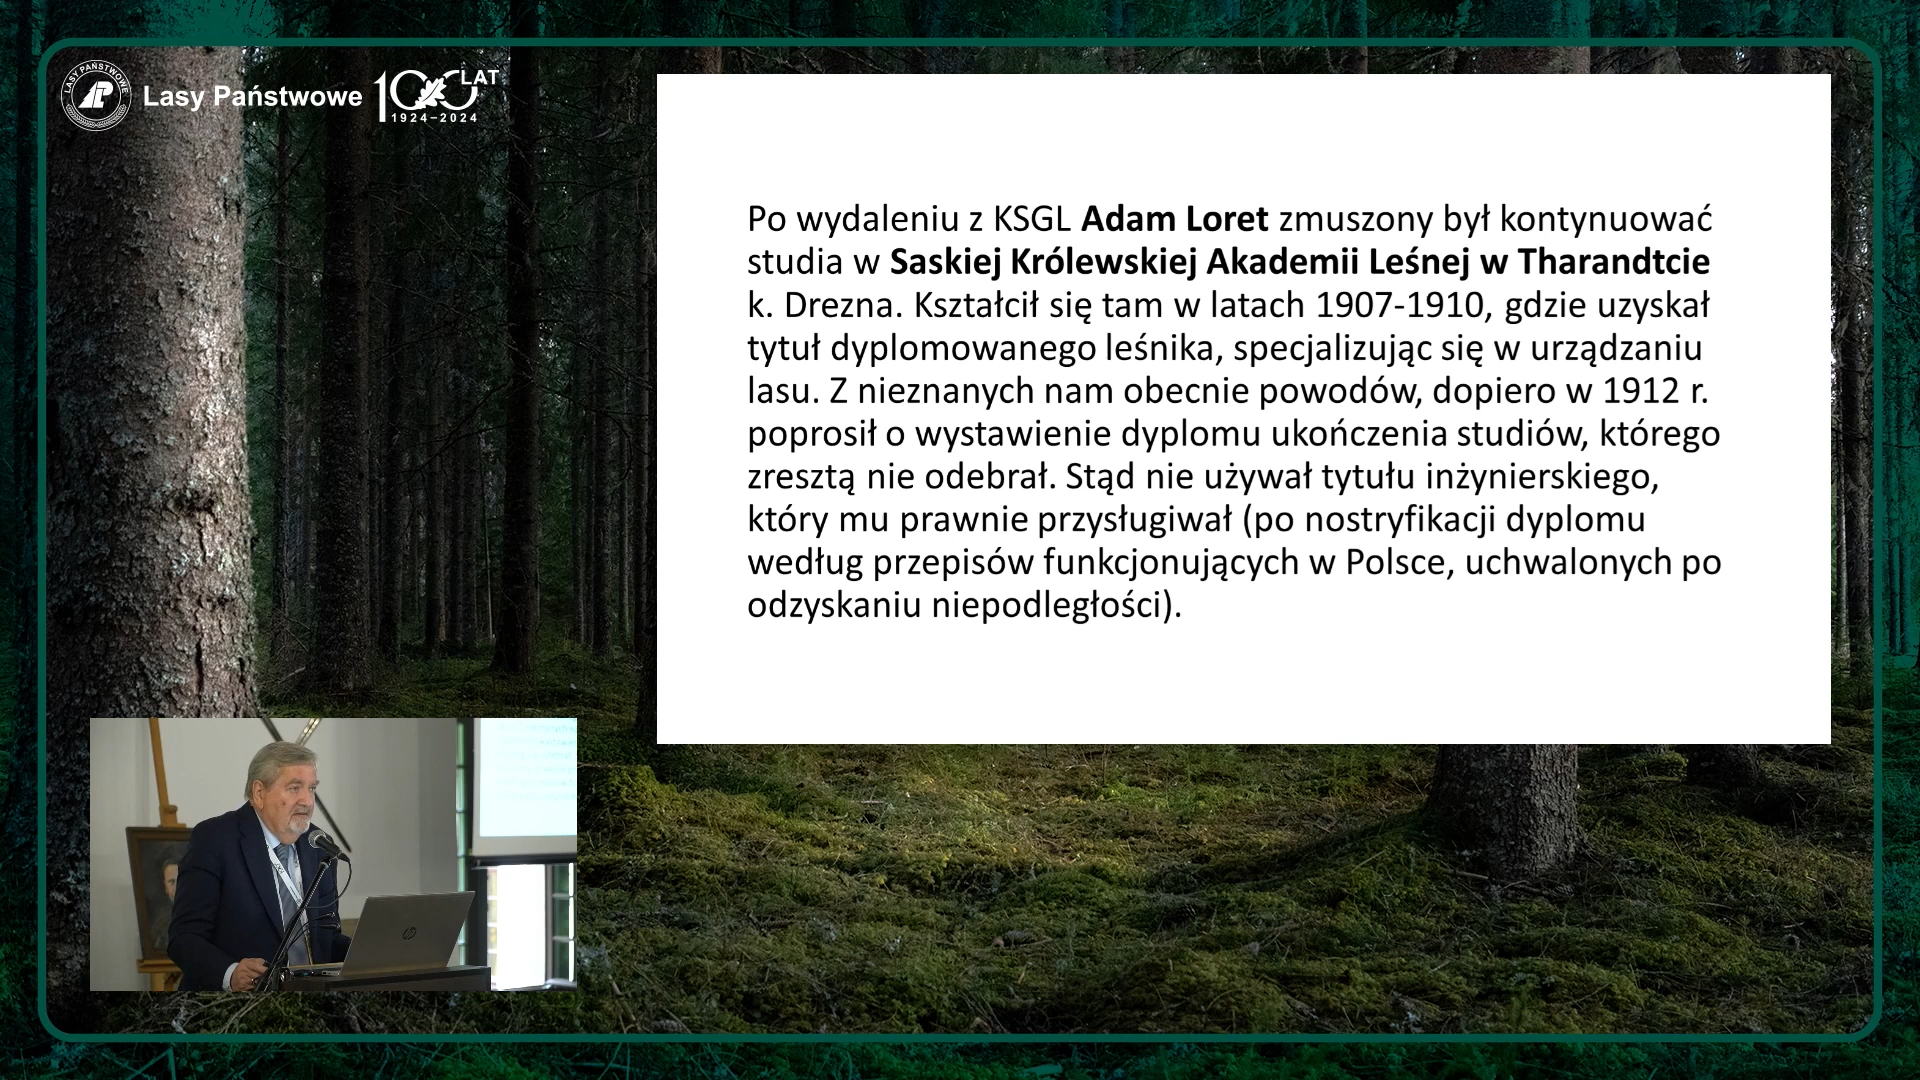 LASY PAŃSTWOWE
Lasy Państwowe
100 LAT
1924–2024
Po wydaleniu z KSGL Adam Loret zmuszony był kontynuować
studia w Saskiej Królewskiej Akademii Leśnej w Tharandtcie
k. Drezna. Kształcił się tam w latach 1907-1910, gdzie uzyskał
tytuł dyplomowanego leśnika, specjalizując się w urządzaniu
lasu. Z nieznanych nam obecnie powodów, dopiero w 1912 r.
poprosił o wystawienie dyplomu ukończenia studiów, którego
zresztą nie odebrał. Stąd nie używał tytułu inżynierskiego,
który mu prawnie przysługiwał (po nostryfikacji dyplomu
według przepisów funkcjonujących w Polsce, uchwalonych po
odzyskaniu niepodległości).
hp